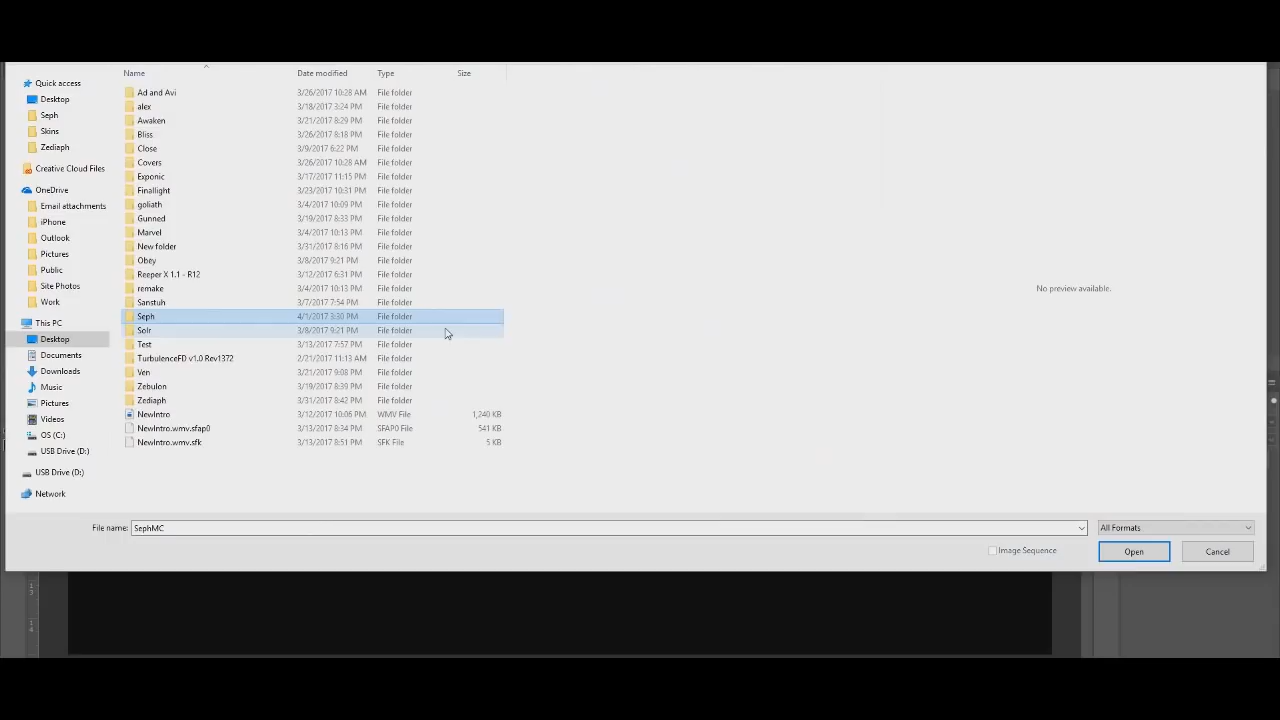 Name Date modified Type Size
Quick access
Desktop
Seph
Skins
Zediaph
Creative Cloud Files
OneDrive
Email attachments
iPhone
Outlook
Pictures
Public
Site Photos
Work
This PC
Desktop
Documents
Downloads
Music
Pictures
Videos
OS (C:)
USB Drive (D:)
USB Drive (D:)
Network
Ad and Avi 3/26/2017 10:28 AM File folder
alex 3/18/2017 3:24 PM File folder
Awaken 3/21/2017 8:29 PM File folder
Bliss 3/26/2017 8:18 PM File folder
Close 3/9/2017 6:22 PM File folder
Covers 3/26/2017 10:28 AM File folder
Exponic 3/17/2017 11:15 PM File folder
Finallight 3/23/2017 10:31 PM File folder
goliath 3/4/2017 10:09 PM File folder
Gunned 3/19/2017 8:33 PM File folder
Marvel 3/4/2017 10:13 PM File folder
New folder 3/31/2017 8:16 PM File folder
Obey 3/8/2017 9:21 PM File folder
Reeper X 1.1 - R12 3/12/2017 6:31 PM File folder
remake 3/4/2017 10:13 PM File folder
Sanstuh 3/7/2017 7:54 PM File folder
Seph 4/1/2017 3:30 PM File folder
Solr 3/8/2017 9:21 PM File folder
Test 3/13/2017 7:57 PM File folder
TurbulenceFD v1.0 Rev1372 2/21/2017 11:13 AM File folder
Ven 3/21/2017 9:08 PM File folder
Zebulon 3/19/2017 8:39 PM File folder
Zediaph 3/31/2017 8:42 PM File folder
NewIntro 3/12/2017 10:06 PM WMV File 1,240 KB
NewIntro.wmv.sfap0 3/13/2017 8:34 PM SFAP0 File 541 KB
NewIntro.wmv.sfk 3/13/2017 8:51 PM SFK File 5 KB
No preview available.
File name: SephMC All Formats
Image Sequence Open Cancel
1
3
1
4